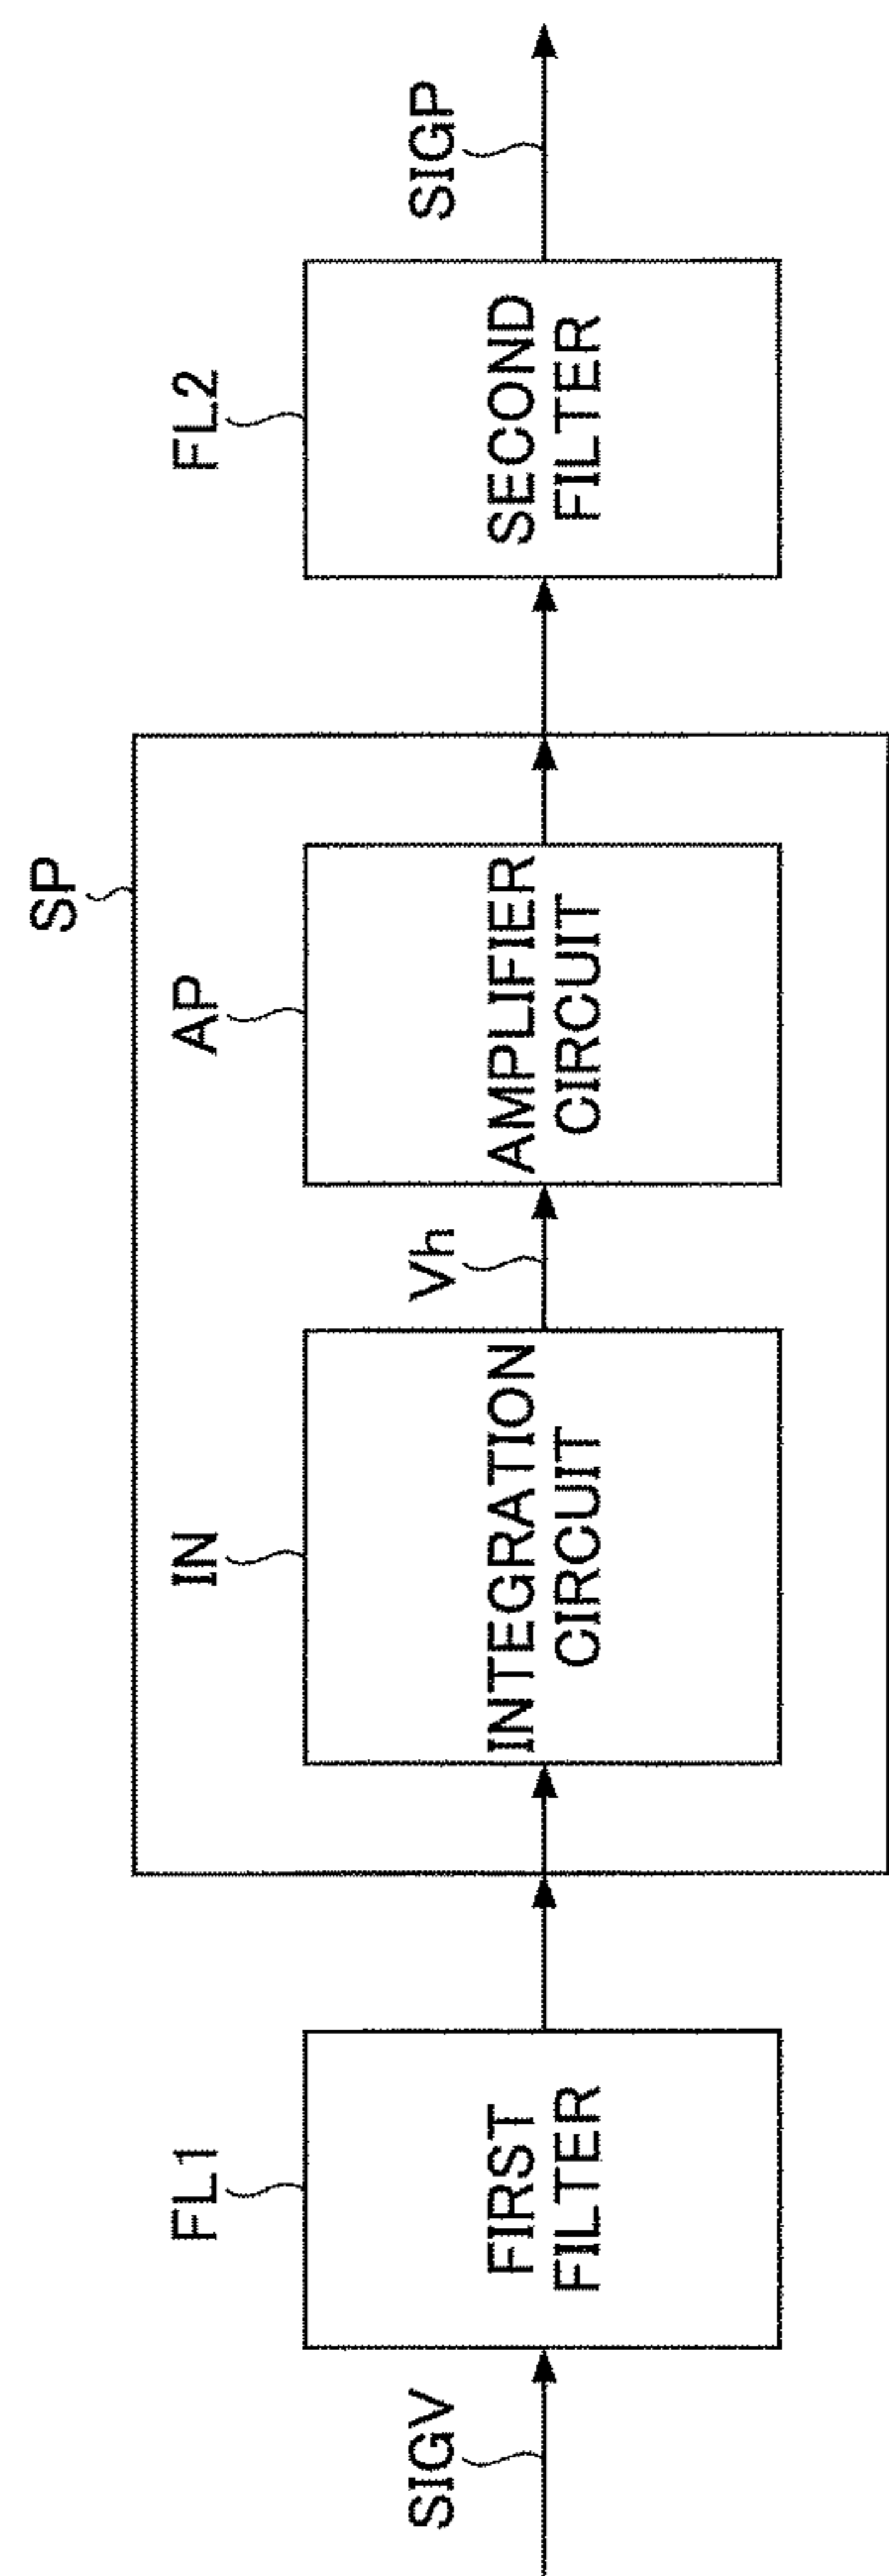 SIGV
FL1
FIRST
FILTER
SP
IN
INTEGRATION
CIRCUIT
Vh
AP
AMPLIFIER
CIRCUIT
FL2
SECOND
FILTER
SIGP